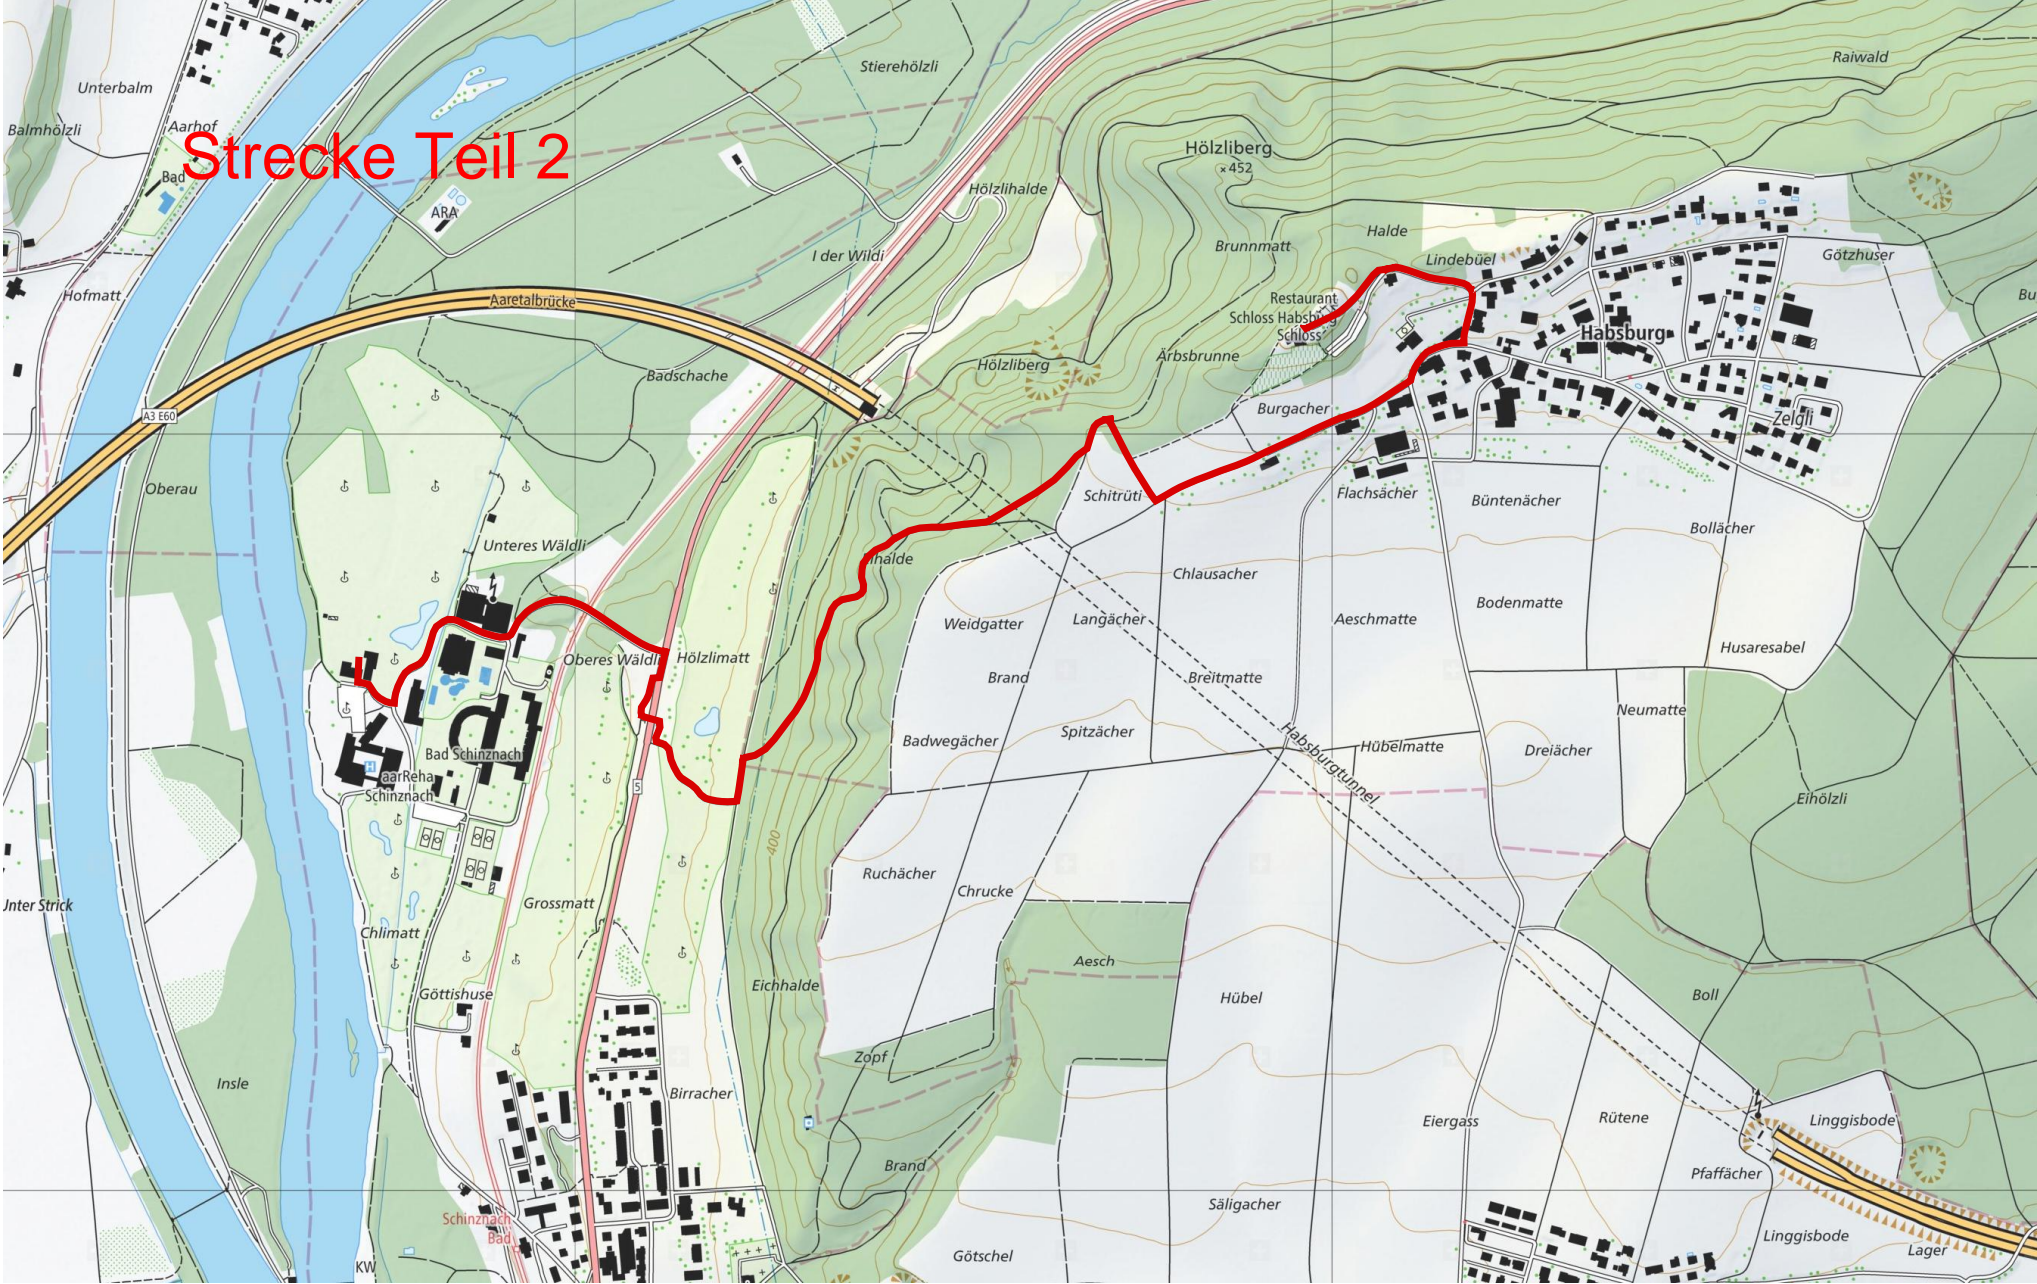 Stierehölzli
Raiwald
Unterbalm
Balmhölzli
Aarhof
Strecke Teil 2
Hölzliberg
452
Bad
Hölzlihalde
ARA
Halde
Brunnmatt
I der Wildi
Lindebüel
Götzhuser
Hofmatt
Aaretalbrücke
Restaurant
Schloss Habsburg
Schloss
Habsburg
Ärbsbrunne
Hölzliberg
Badschache
A3 E60
Burgacher
Zelgli
Oberau
Schitrüti
Flachsächer
Büntenächer
Bollächer
Unteres Wäldli
Chlausacher
Bodenmatte
Weidgatter
Langächer
Aeschmatte
Husaresabel
Oberes Wäldli
Hölzlimatt
Brand
Breitmatte
Neumatte
Badwegächer
Spitzächer
Habsburgtunnel
Hübelmatte
Dreiächer
Bad Schinznach
aarReha
Schinznach
5
Eihölzli
400
Ruchächer
Chrucke
Unter Strick
Grossmatt
Chlimatt
Aesch
Eichhalde
Göttishuse
Hübel
Boll
Zopf
Insle
Birracher
Eiergass
Rütene
Linggisbode
Brand
Pfaffächer
Säligacher
Schinznach
Bad
Götschel
Linggisbode
Lager
KW